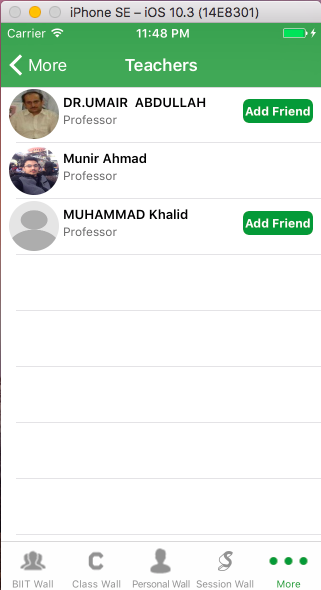 iPhone SE – iOS 10.3 (14E8301)
Carrier 11:48 PM
More Teachers
DR.UMAIR  ABDULLAH
Professor
Add Friend
Munir Ahmad
Professor
MUHAMMAD Khalid
Professor
Add Friend
BIIT Wall Class Wall Personal Wall Session Wall More